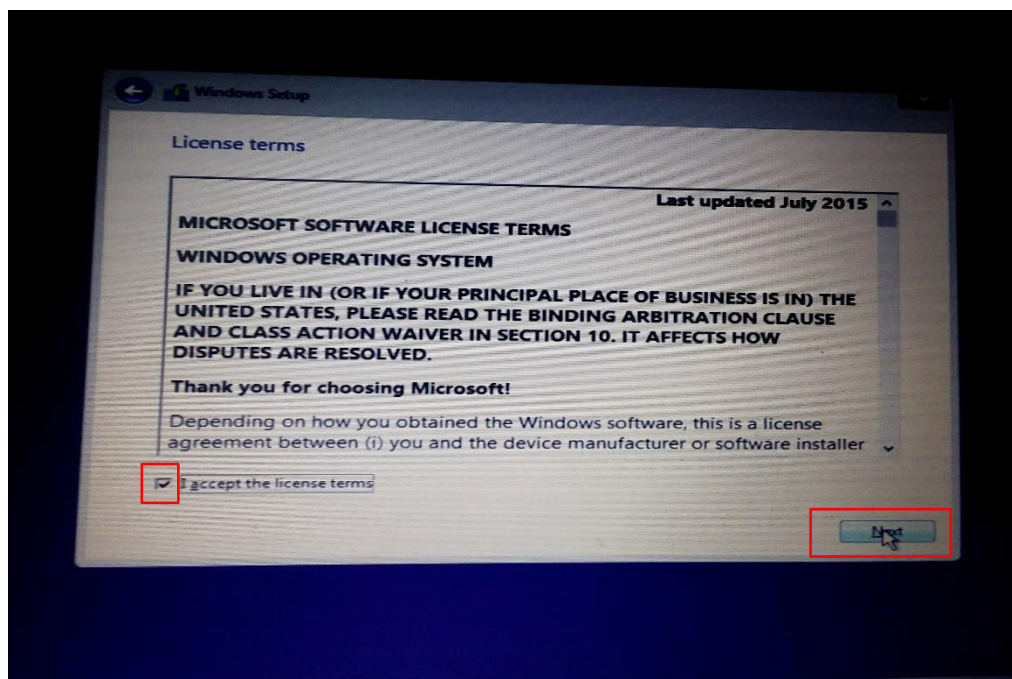 Windows Setup
License terms
Last updated July 2015
MICROSOFT SOFTWARE LICENSE TERMS
WINDOWS OPERATING SYSTEM
IF YOU LIVE IN (OR IF YOUR PRINCIPAL PLACE OF BUSINESS IS IN) THE
UNITED STATES, PLEASE READ THE BINDING ARBITRATION CLAUSE
AND CLASS ACTION WAIVER IN SECTION 10. IT AFFECTS HOW
DISPUTES ARE RESOLVED.
Thank you for choosing Microsoft!
Depending on how you obtained the Windows software, this is a license
agreement between (i) you and the device manufacturer or software installer
I accept the license terms
Next